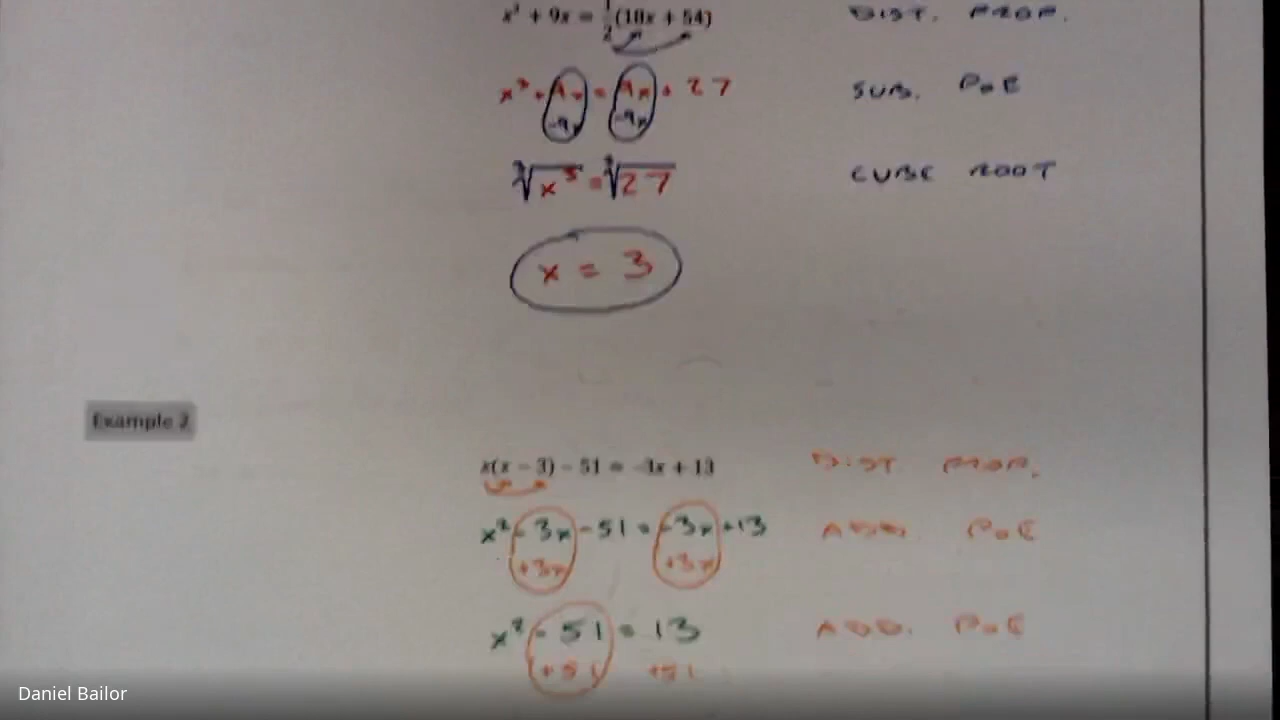 x³ + 9x = 1/2(18x + 54) DIST. PROP.
x³ + 9x = 9x + 27 SUB. PoE
-9x -9x
∛x³ = ∛27 CUBE ROOT
x = 3
Example 2
x(x − 3) − 51 = −3x + 13 DIST PROP.
x² - 3x - 51 = -3x + 13 ADD. PoE
+3x +3x
x² - 51 = 13 ADD. PoE
+51 +51
Daniel Bailor